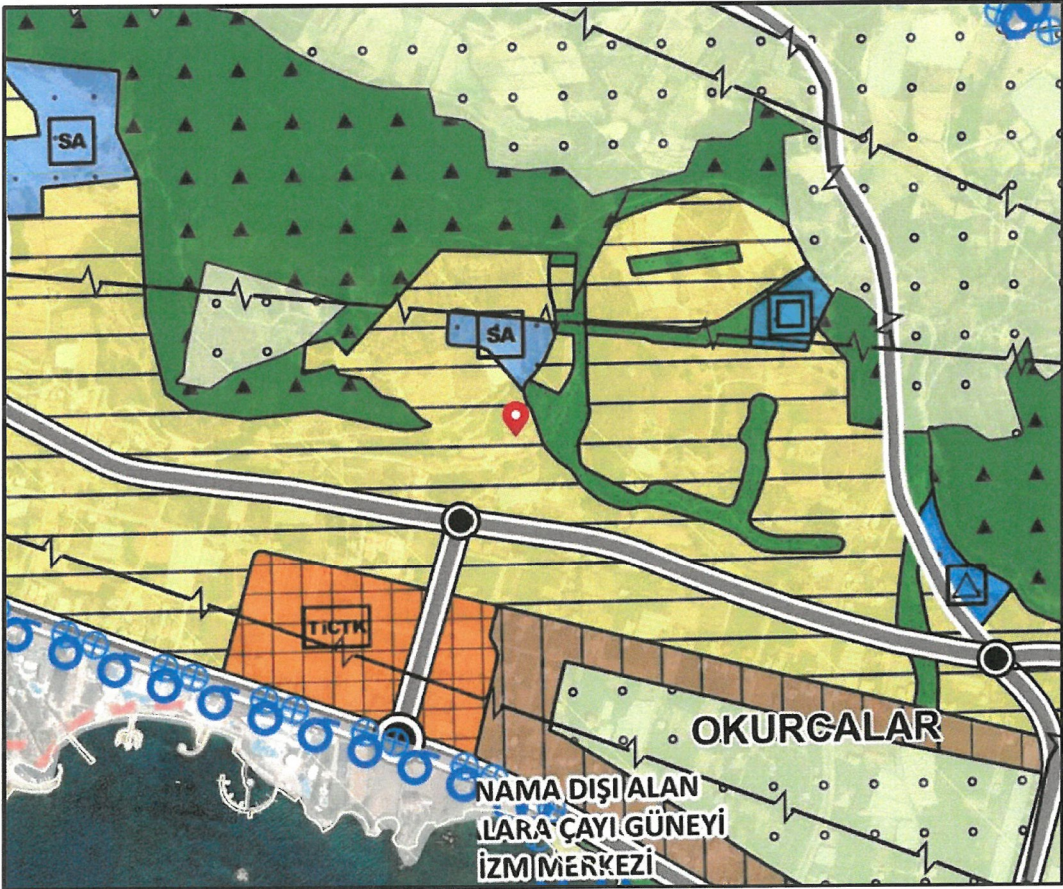 SA
SA
TİCTK
OKURCALAR
NAMA DIŞI ALAN
LARA ÇAYI GÜNEYİ
İZM MERKEZİ